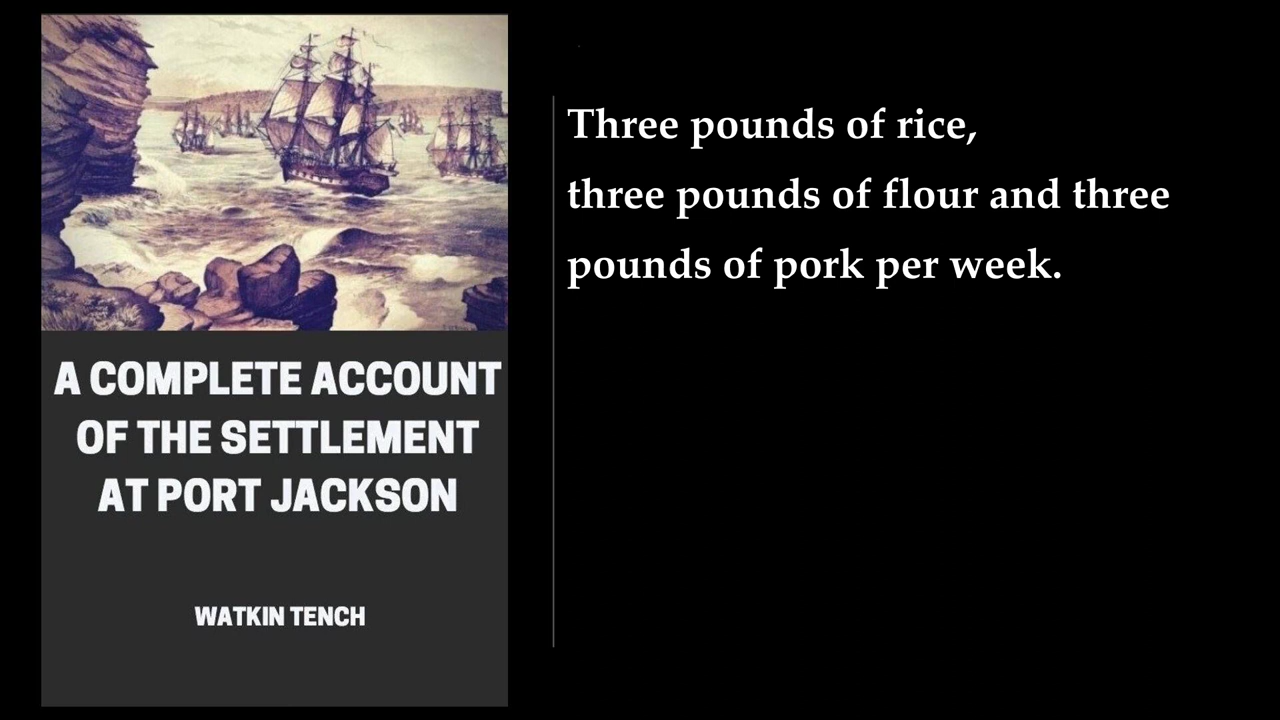 A COMPLETE ACCOUNT
OF THE SETTLEMENT
AT PORT JACKSON
WATKIN TENCH
Three pounds of rice,
three pounds of flour and three
pounds of pork per week.